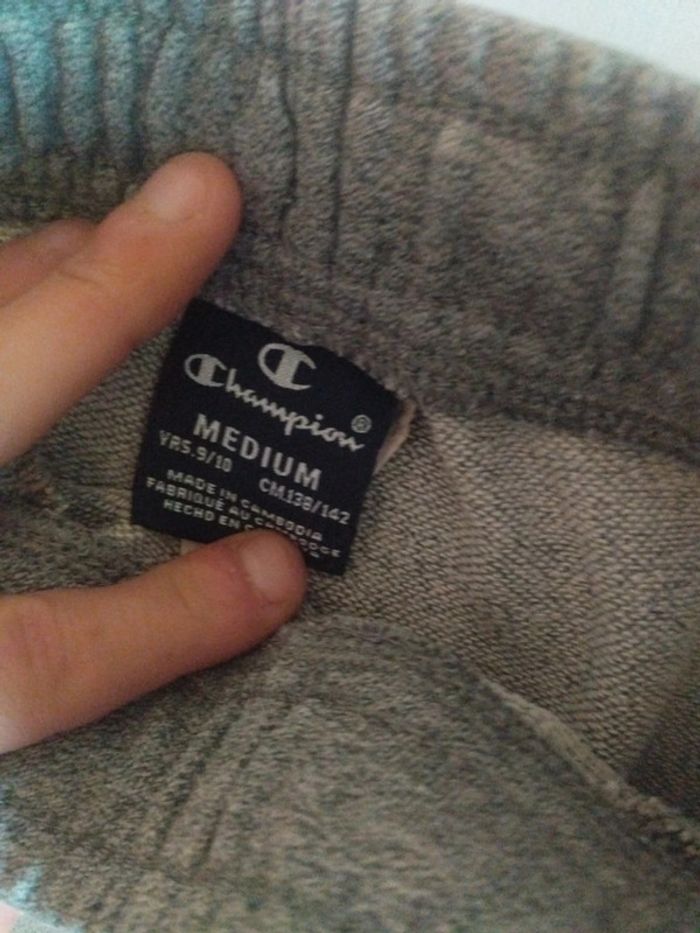 Champion®
MEDIUM
YRS.9/10
CM.138/142
MADE IN CAMBODIA
FABRIQUÉ AU
HECHO EN